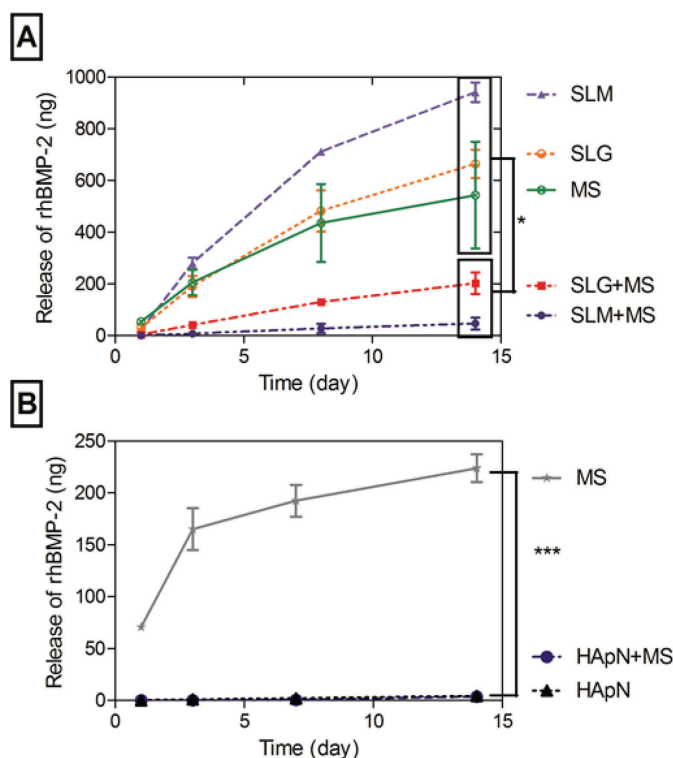 A
1000
800
600
400
200
0
0 5 10 15
Release of rhBMP-2 (ng)
Time (day)
SLM
SLG
MS
*
SLG+MS
SLM+MS
B
250
200
150
100
50
0
0 5 10 15
Release of rhBMP-2 (ng)
Time (day)
MS
***
HApN+MS
HApN